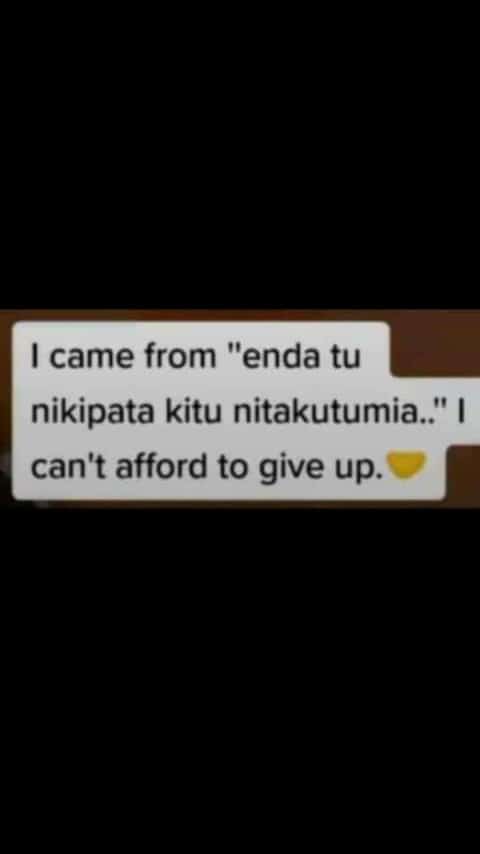 I came from "enda tu
nikipata kitu nitakutumia.." I
can't afford to give up.🤝